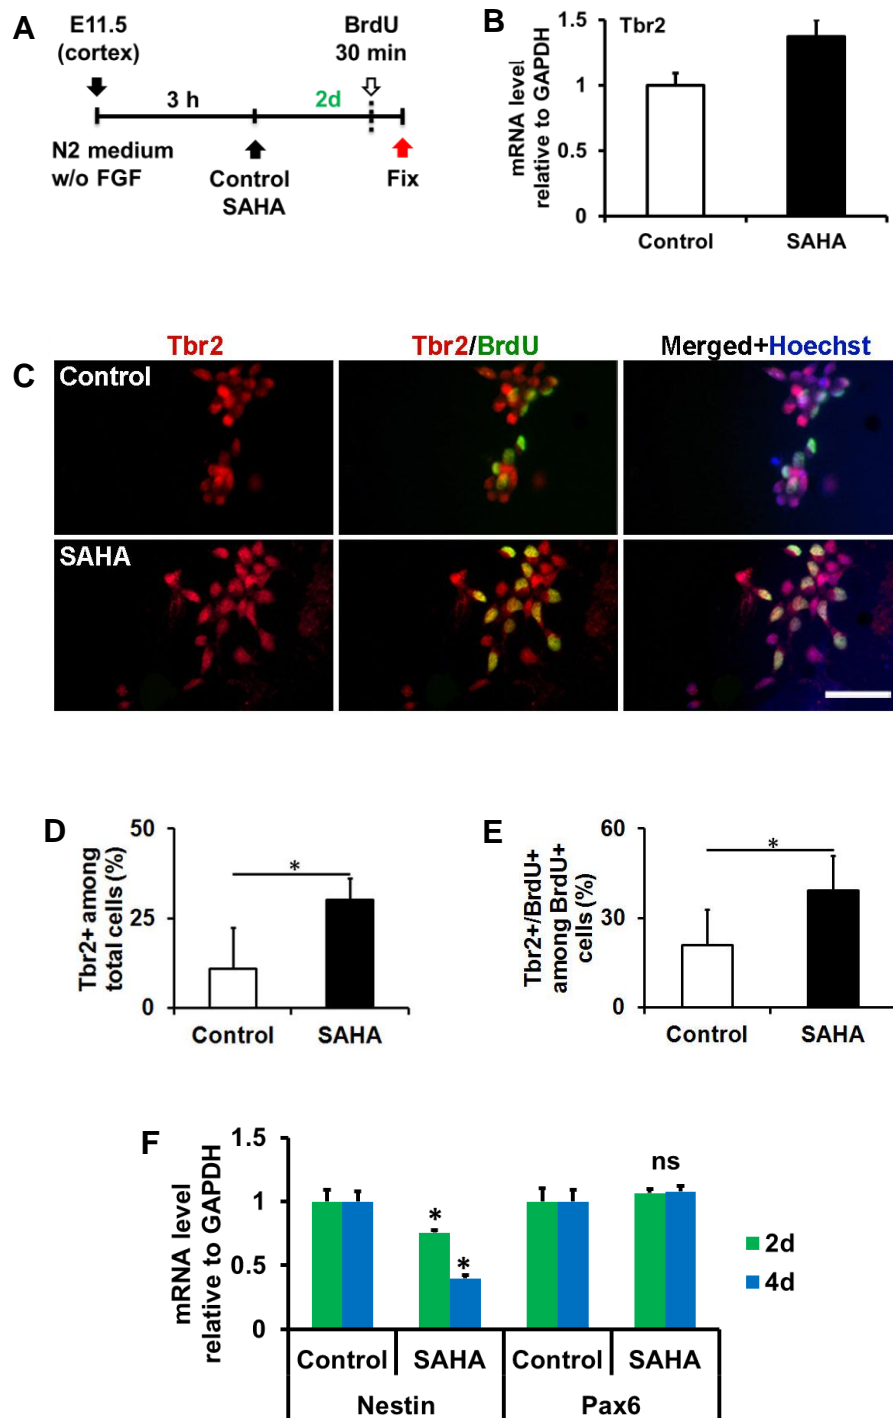 A
E11.5
(cortex)
BrdU
30 min
3 h
2d
N2 medium
w/o FGF
Control
SAHA
Fix
B
Tbr2
mRNA level
relative to GAPDH
1.5
1
0.5
0
Control
SAHA
C
Tbr2
Tbr2/BrdU
Merged+Hoechst
Control
SAHA
D
Tbr2+ among
total cells (%)
50
25
0
*
Control
SAHA
E
Tbr2+/BrdU+
among BrdU+
cells (%)
60
30
0
*
Control
SAHA
F
mRNA level
relative to GAPDH
1.5
1
0.5
0
*
*
ns
2d
4d
Control SAHA Control SAHA
Nestin Pax6